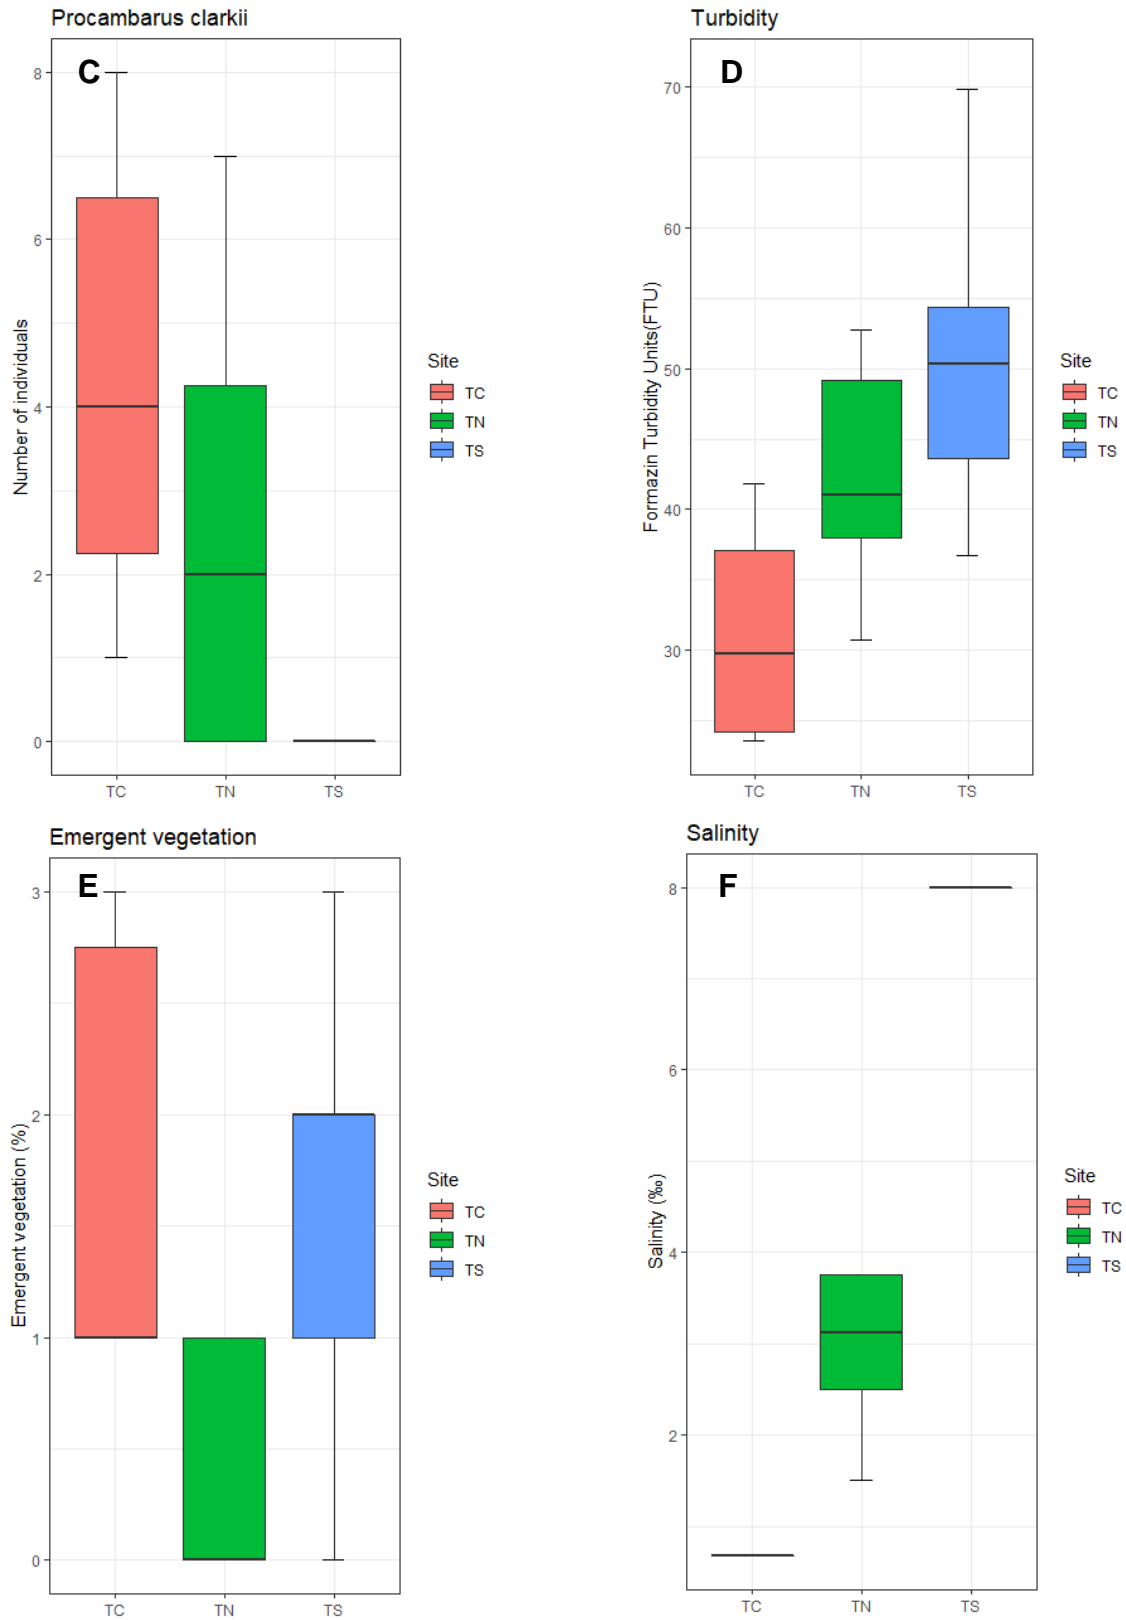 Procambarus clarkii
C
8
6
4
2
0
Number of individuals
TC
TN
TS
Site
TC
TN
TS
Turbidity
D
70
60
50
40
30
Formazin Turbidity Units(FTU)
TC
TN
TS
Site
TC
TN
TS
Emergent vegetation
E
3
2
1
0
Emergent vegetation (%)
TC
TN
TS
Site
TC
TN
TS
Salinity
F
8
6
4
2
Salinity (‰)
TC
TN
TS
Site
TC
TN
TS